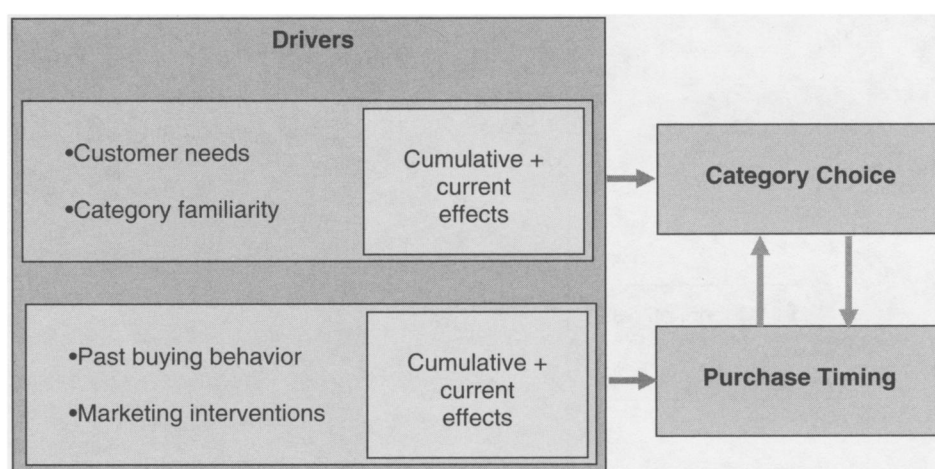 Drivers
•Customer needs
•Category familiarity
Cumulative +
current
effects
Category Choice
•Past buying behavior
•Marketing interventions
Cumulative +
current
effects
Purchase Timing